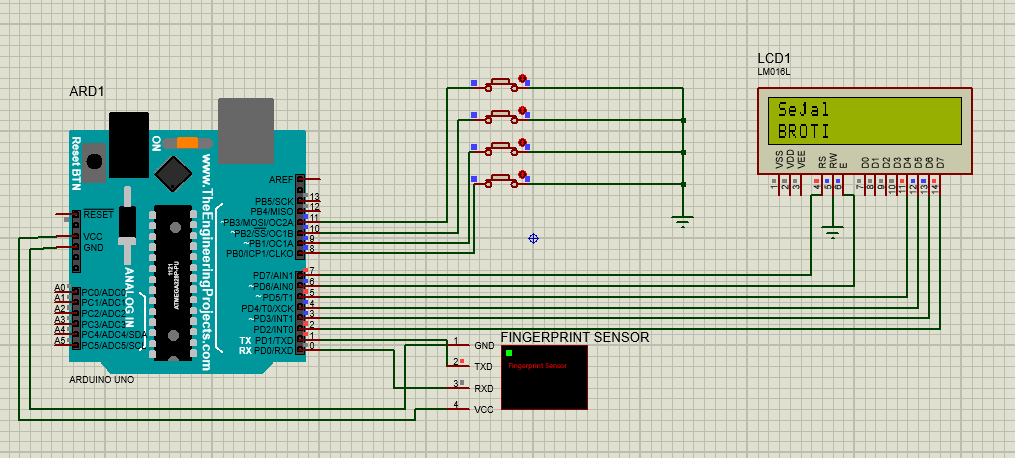 ARD1
ARDUINO UNO
Reset BTN
ON
www.TheEngineeringProjects.com
ANALOG IN
1121
ATMEGA328P-PU
RESET
VCC
GND
A0 PC0/ADC0
A1 PC1/ADC1
A2 PC2/ADC2
A3 PC3/ADC3
A4 PC4/ADC4/SDA
A5 PC5/ADC5/SCL
AREF
PB5/SCK 13
PB4/MISO 12
~PB3/MOSI/OC2A 11
~PB2/SS/OC1B 10
~PB1/OC1A 9
PB0/ICP1/CLKO 8
PD7/AIN1 7
~PD6/AIN0 6
~PD5/T1 5
PD4/T0/XCK 4
~PD3/INT1 3
PD2/INT0 2
TX PD1/TXD 1
RX PD0/RXD 0
LCD1
LM016L
SeJal
BROTI
VSS VDD VEE RS RW E D0 D1 D2 D3 D4 D5 D6 D7
1 2 3 4 5 6 7 8 9 10 11 12 13 14
FINGERPRINT SENSOR
1 GND
2 TXD
3 RXD
4 VCC
Fingerprint Sensor